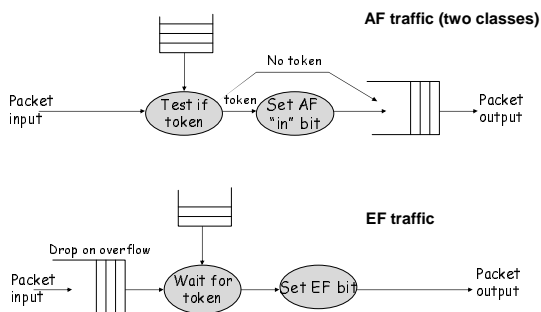 AF traffic (two classes)
No token
Packet
input
Test if
token
token
Set AF
"in" bit
Packet
output
EF traffic
Drop on overflow
Packet
input
Wait for
token
Set EF bit
Packet
output